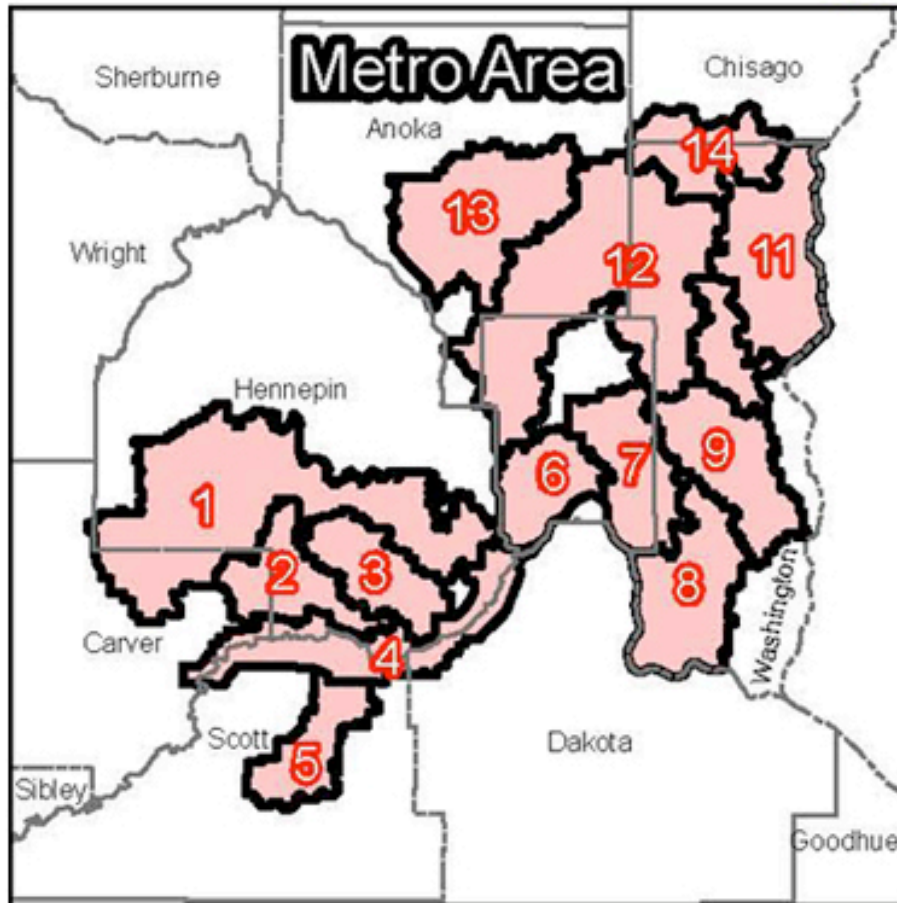 Metro Area
Sherburne
Chisago
Anoka
14
13
Wright
12
11
Hennepin
6
7
9
1
2
3
8
Carver
4
Washington
Scott
5
Dakota
Sibley
Goodhue